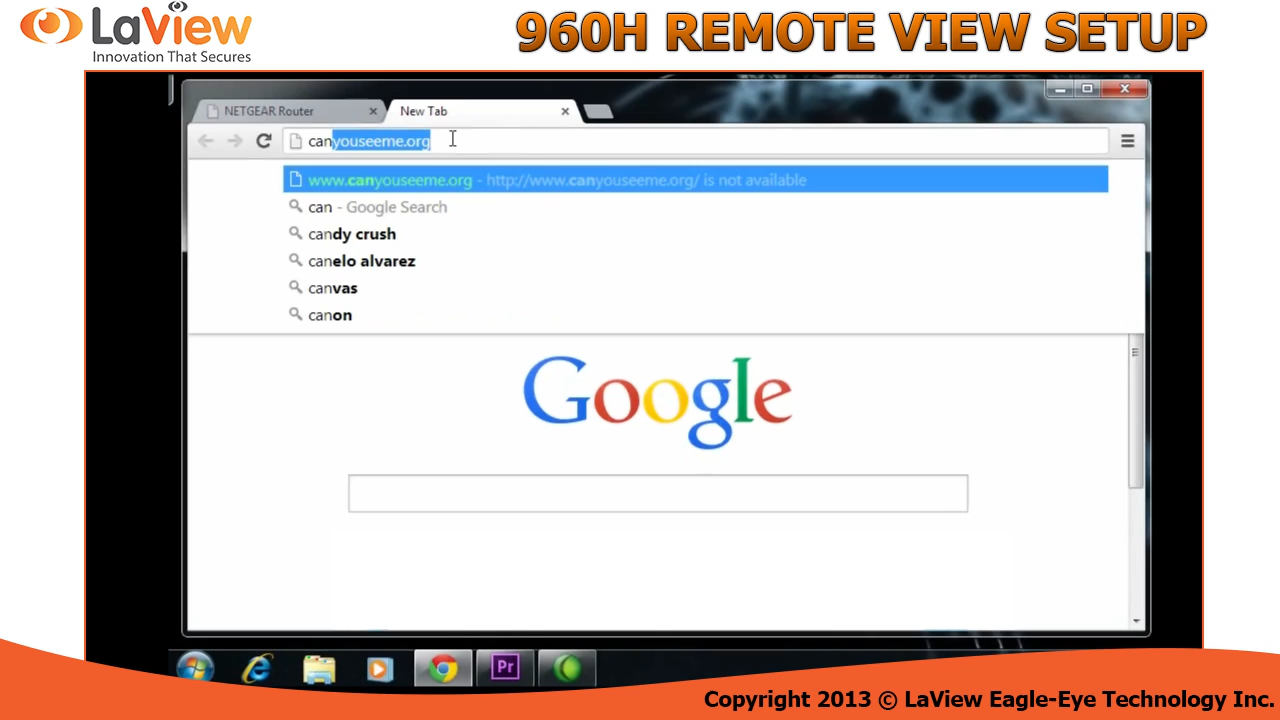 LaView
Innovation That Secures
960H REMOTE VIEW SETUP
NETGEAR Router
New Tab
canyouseeme.org
www.canyouseeme.org - http://www.canyouseeme.org/ is not available
can - Google Search
candy crush
canelo alvarez
canvas
canon
Google
Pr
Copyright 2013 © LaView Eagle-Eye Technology Inc.